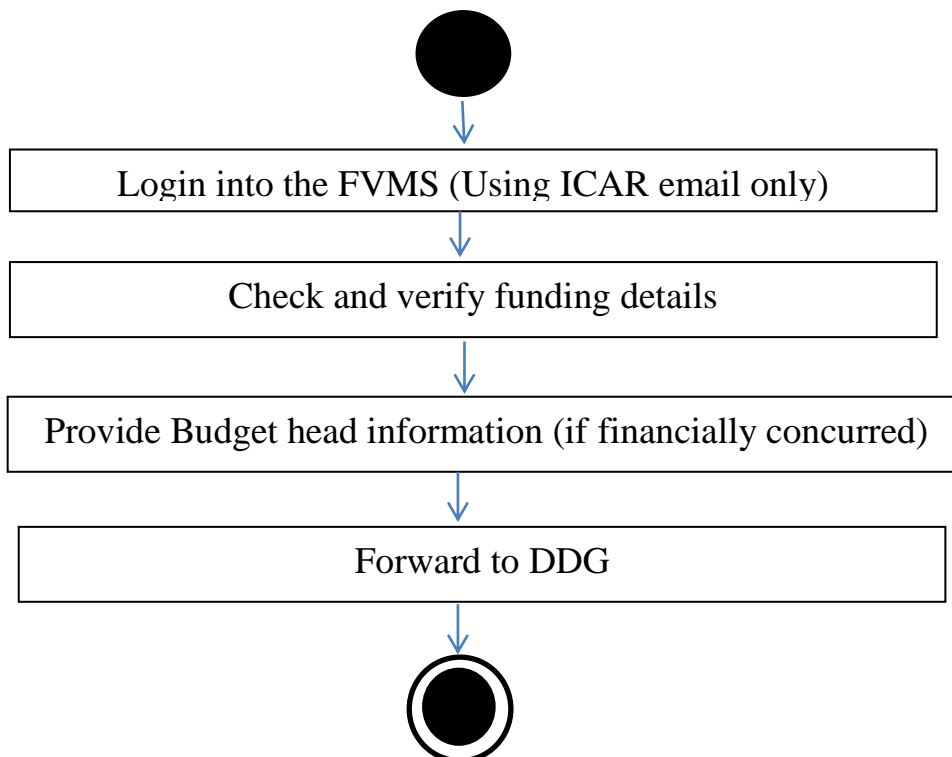 Login into the FVMS (Using ICAR email only)
Check and verify funding details
Provide Budget head information (if financially concurred)
Forward to DDG